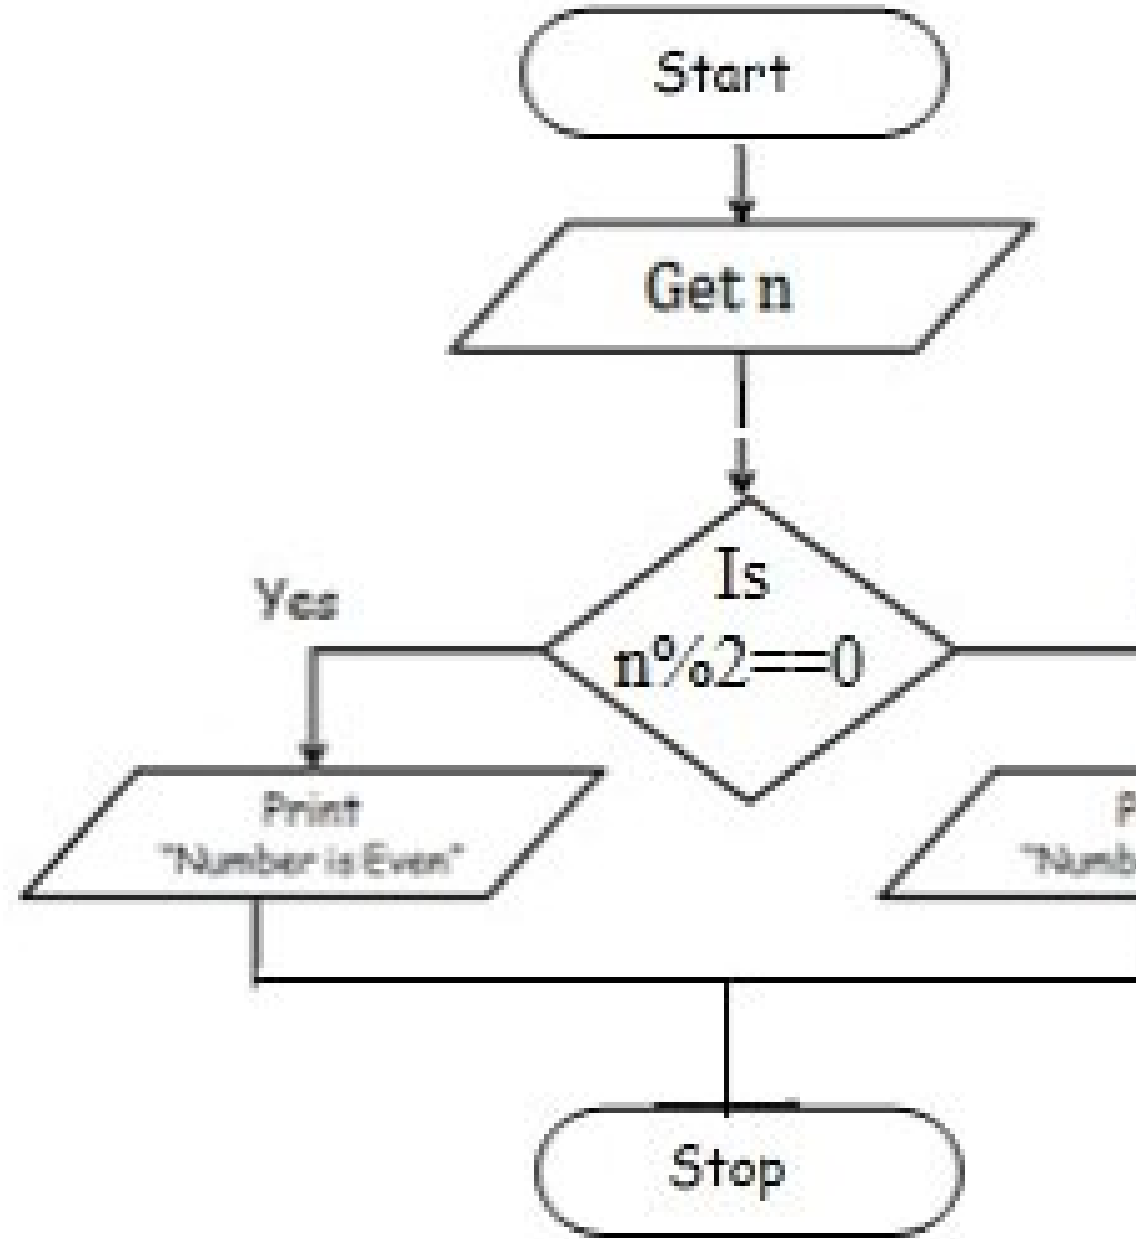 Start
Get n
Is
n%2==0
Yes
Print
"Number is Even"
Stop